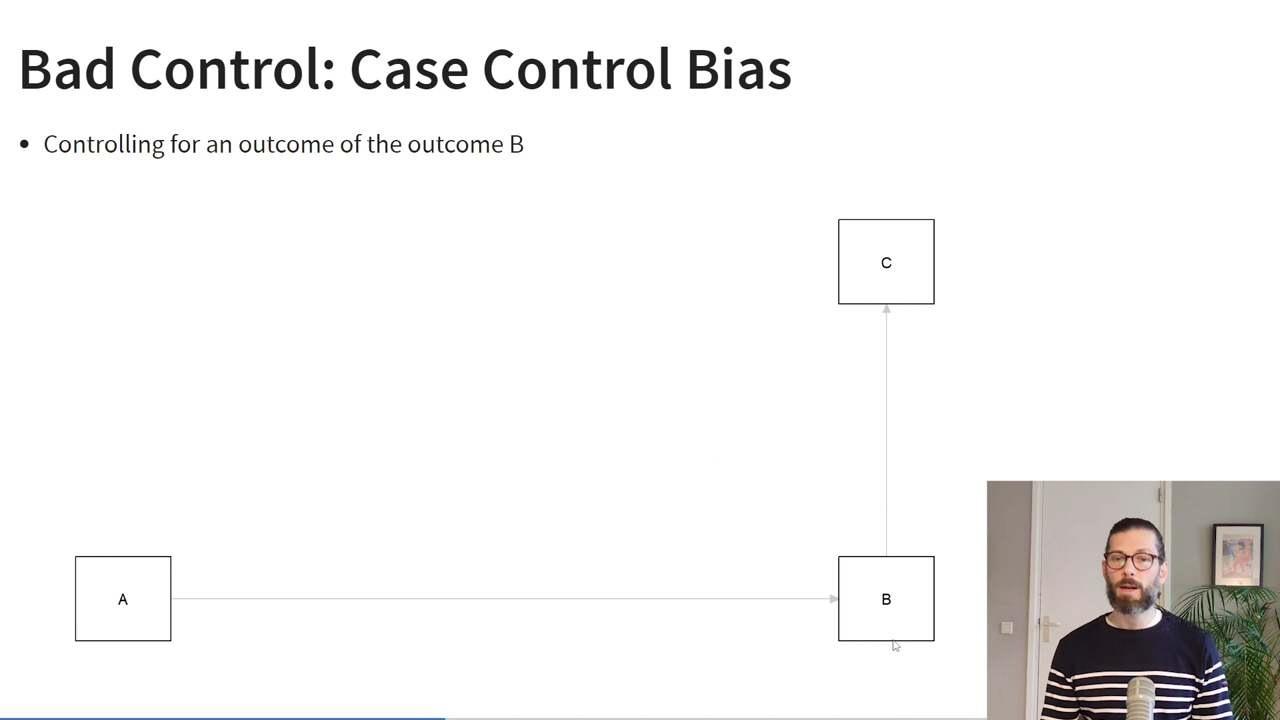 Bad Control: Case Control Bias
• Controlling for an outcome of the outcome B
C
A
B